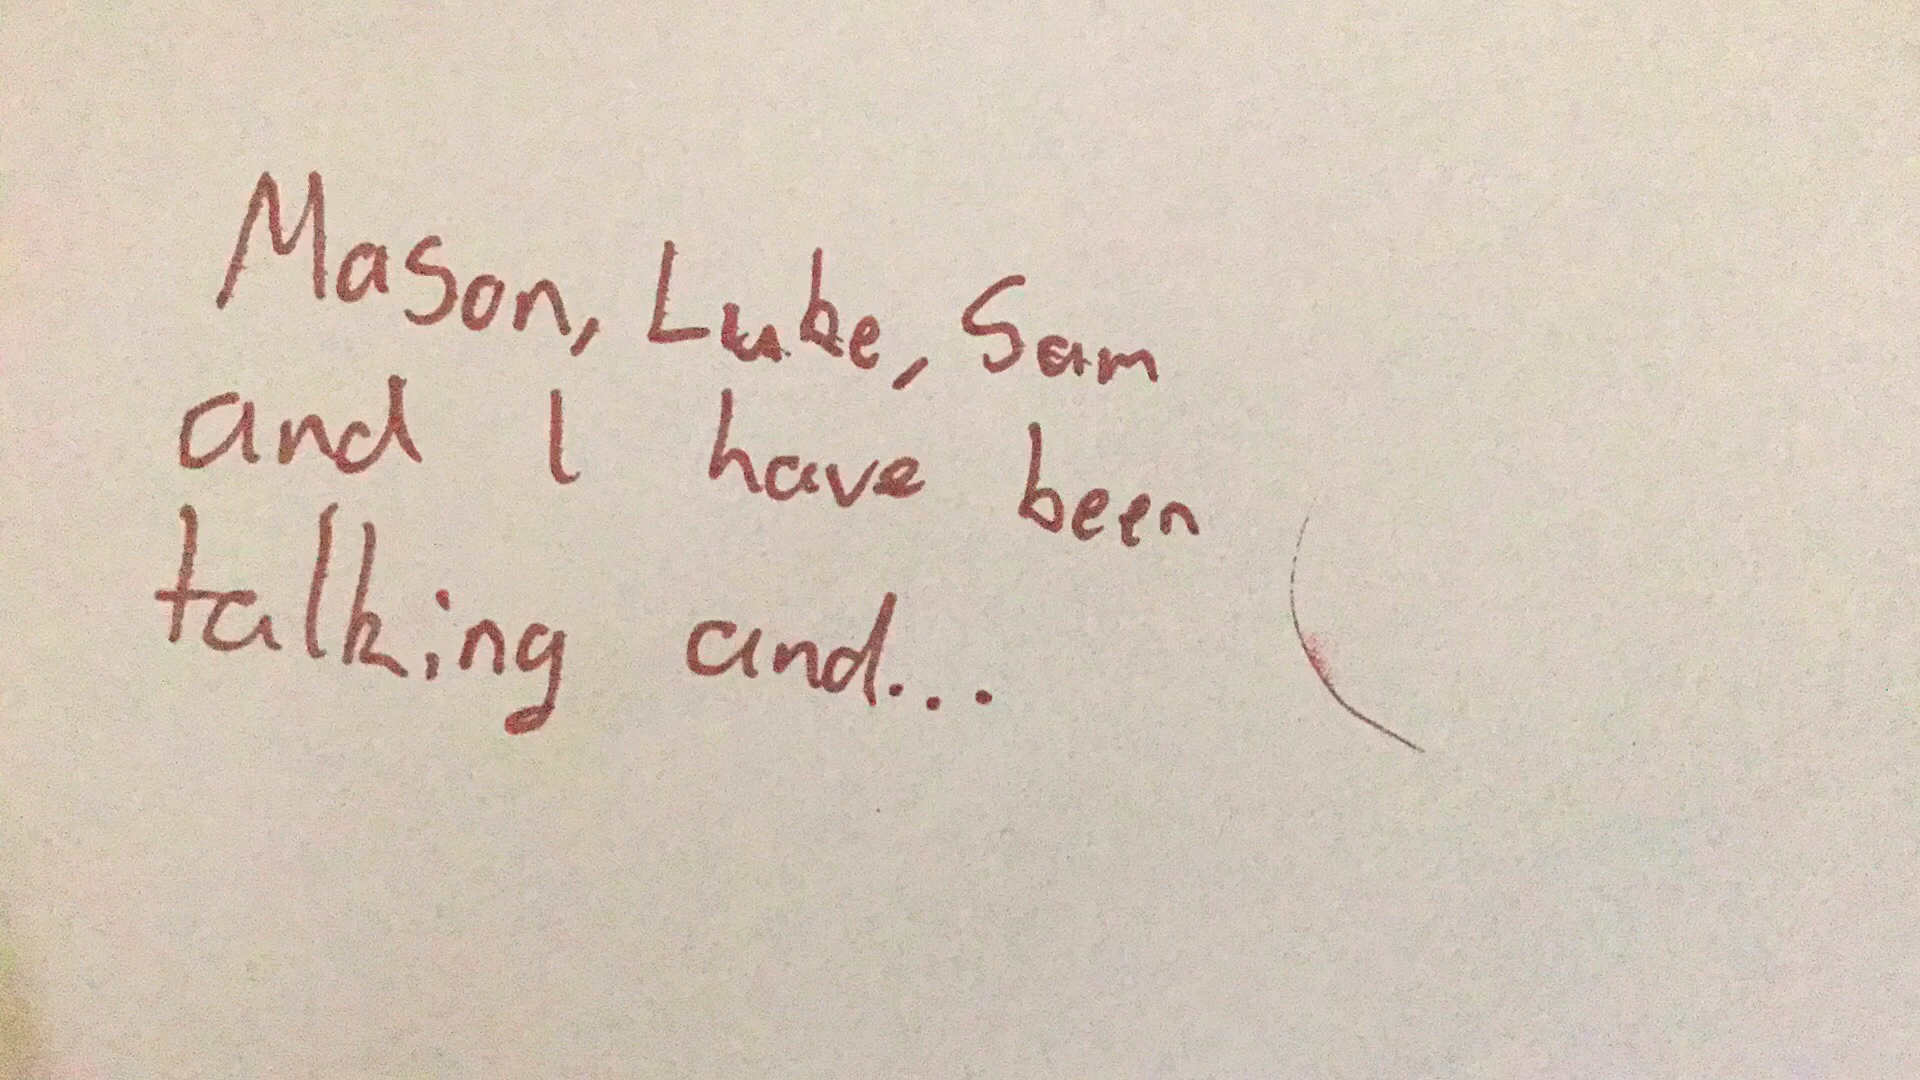 Mason, Luke, Sam
and I have been
talking and...